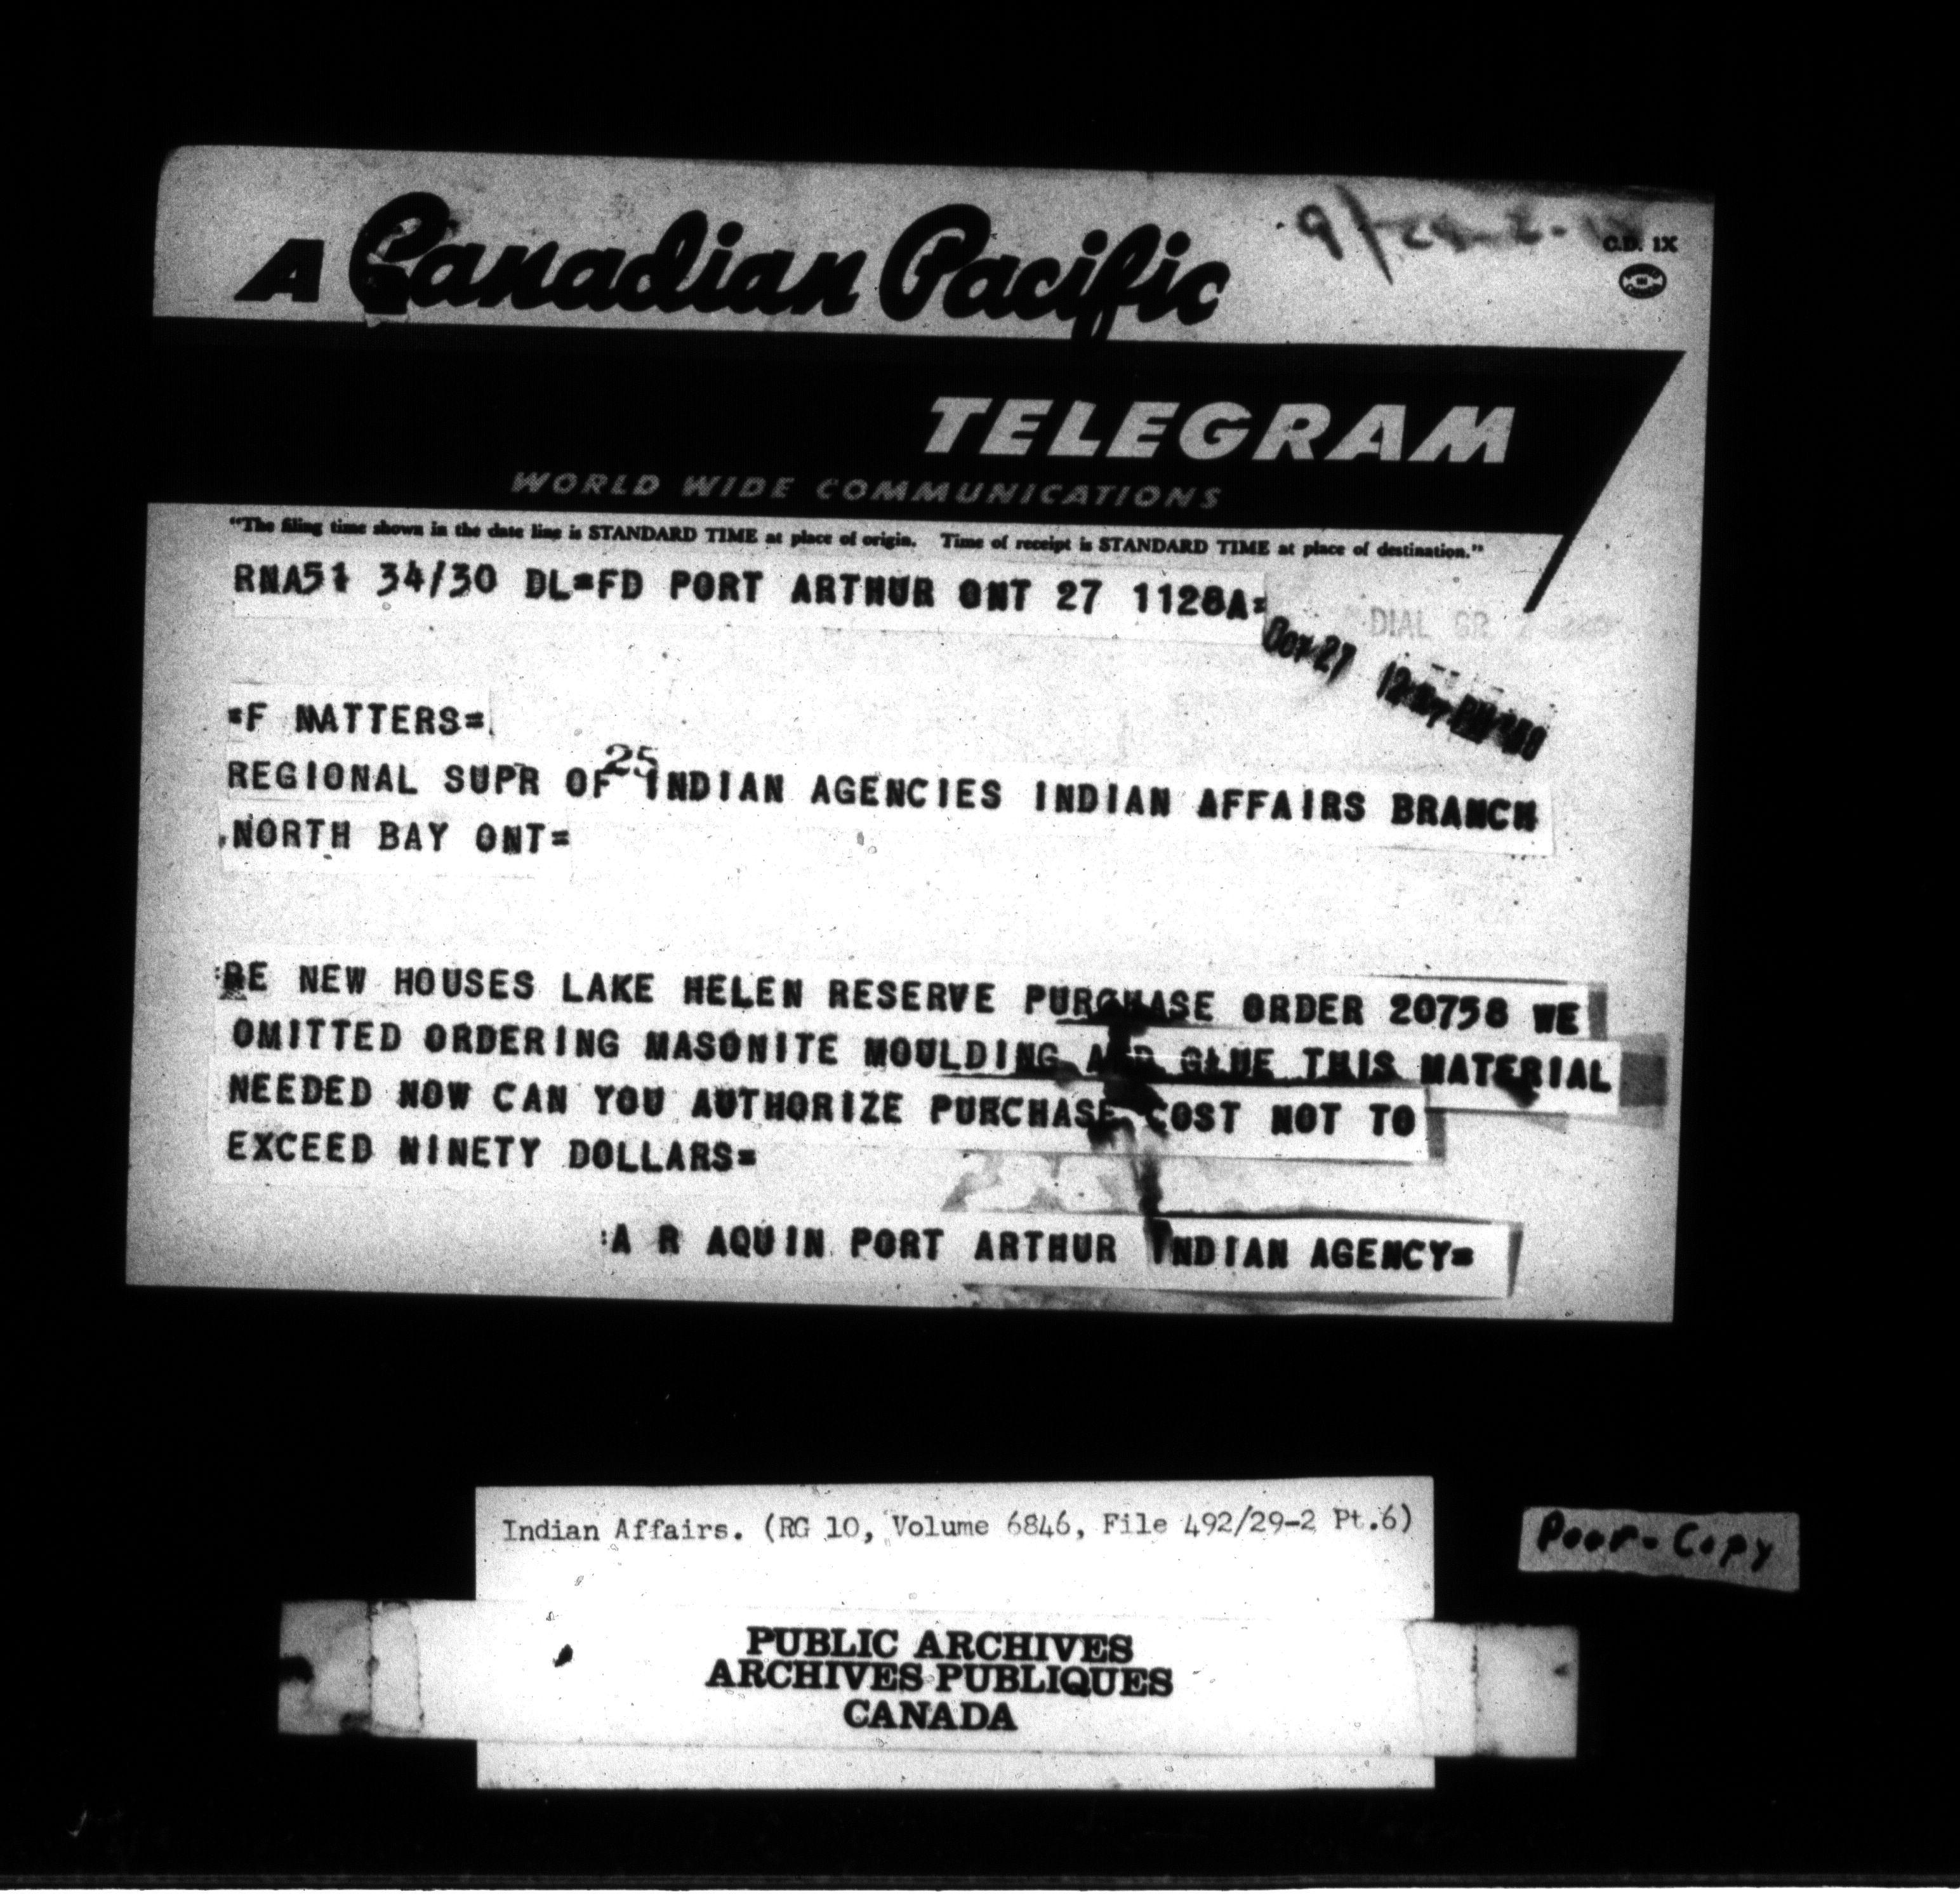 A Canadian Pacific
C.D. 1X
TELEGRAM
WORLD WIDE COMMUNICATIONS
"The filing time shown in the date line is STANDARD TIME at place of origin. Time of receipt is STANDARD TIME at place of destination."
RNA51 34/30 DL=FD PORT ARTHUR ONT 27 1128A=
DIAL GR 2
Oct 27
=F MATTERS=
25
REGIONAL SUPR OF INDIAN AGENCIES INDIAN AFFAIRS BRANCH
NORTH BAY ONT=
:RE NEW HOUSES LAKE HELEN RESERVE PURCHASE ORDER 20758 WE
OMITTED ORDERING MASONITE MOULDING AND GLUE THIS MATERIAL
NEEDED NOW CAN YOU AUTHORIZE PURCHASE COST NOT TO
EXCEED NINETY DOLLARS=
:A R AQUIN PORT ARTHUR INDIAN AGENCY=
Indian Affairs. (RG 10, Volume 6846, File 492/29-2 Pt.6)
Poor-Copy
PUBLIC ARCHIVES
ARCHIVES PUBLIQUES
CANADA